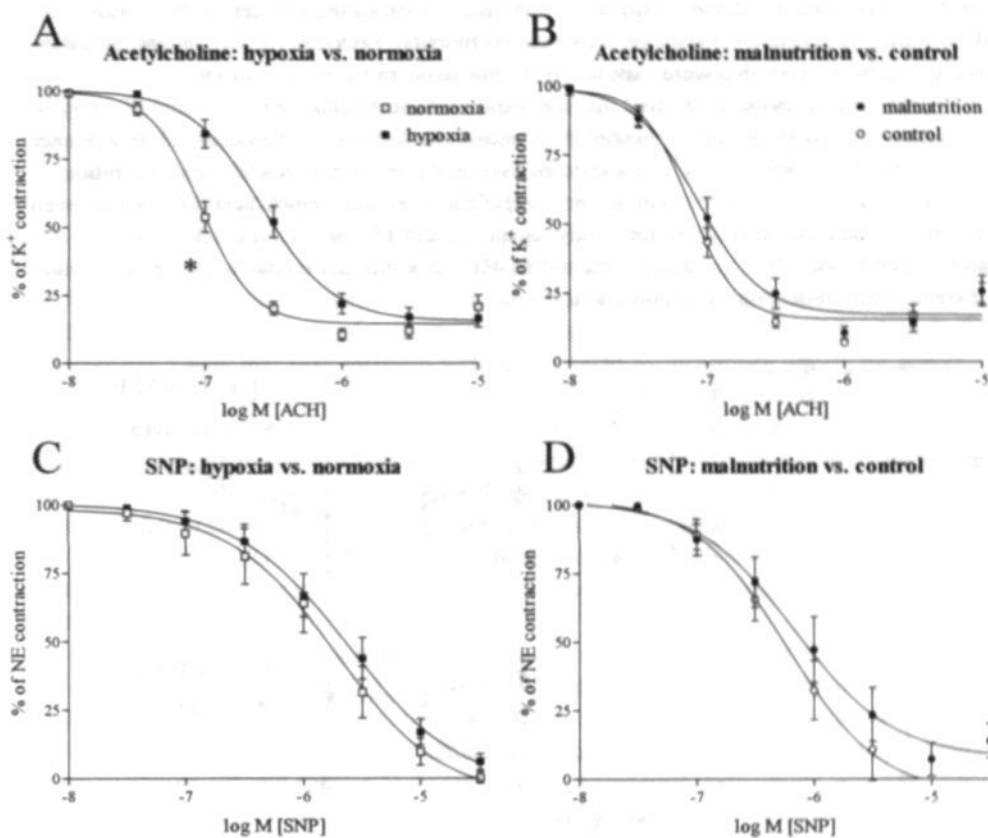 A
Acetylcholine: hypoxia vs. normoxia
100
75
50
25
0
% of K+ contraction
normoxia
hypoxia
*
-8
-7
-6
-5
log M [ACH]
B
Acetylcholine: malnutrition vs. control
100
75
50
25
0
% of K+ contraction
malnutrition
control
-8
-7
-6
-5
log M [ACH]
C
SNP: hypoxia vs. normoxia
100
75
50
25
0
% of NE contraction
-8
-7
-6
-5
log M [SNP]
D
SNP: malnutrition vs. control
100
75
50
25
0
% of NE contraction
-8
-7
-6
-5
log M [SNP]